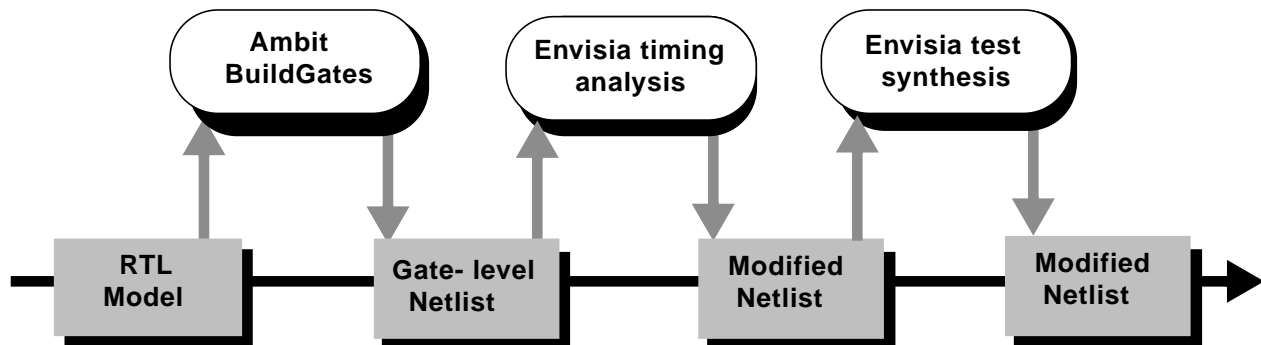 Ambit
BuildGates
Envisia timing
analysis
Envisia test
synthesis
RTL
Model
Gate- level
Netlist
Modified
Netlist
Modified
Netlist